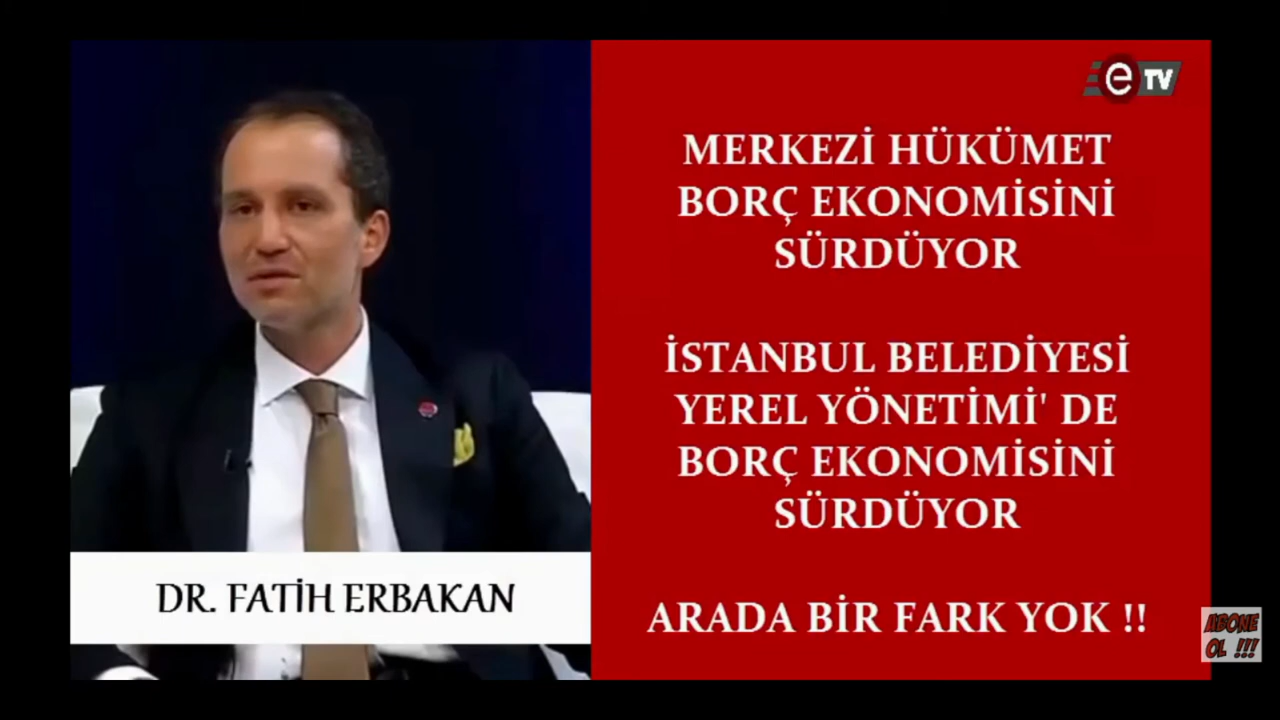 e TV
MERKEZİ HÜKÜMET
BORÇ EKONOMİSİNİ
SÜRDÜYOR
İSTANBUL BELEDİYESİ
YEREL YÖNETİMİ' DE
BORÇ EKONOMİSİNİ
SÜRDÜYOR
ARADA BİR FARK YOK !!
DR. FATİH ERBAKAN
ABONE
OL !!!